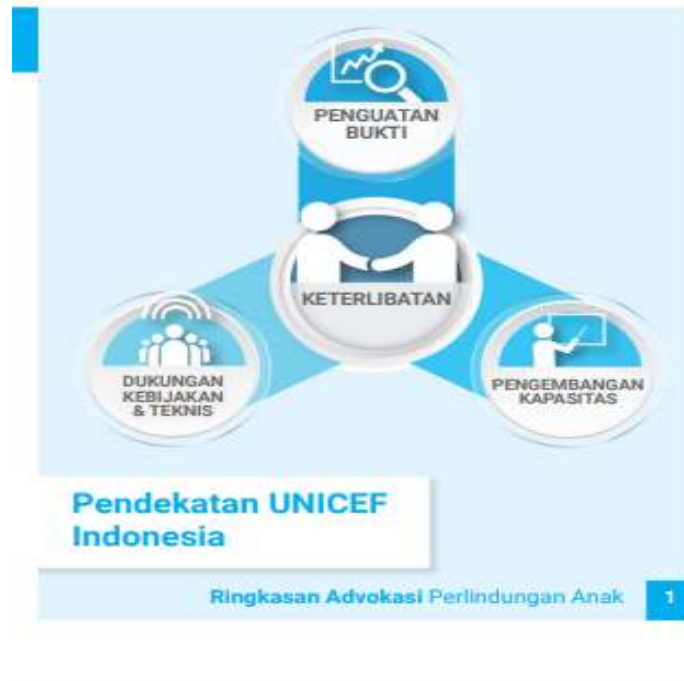 PENGUATAN
BUKTI
KETERLIBATAN
DUKUNGAN
KEBIJAKAN
& TEKNIS
PENGEMBANGAN
KAPASITAS
Pendekatan UNICEF
Indonesia
Ringkasan Advokasi Perlindungan Anak 1